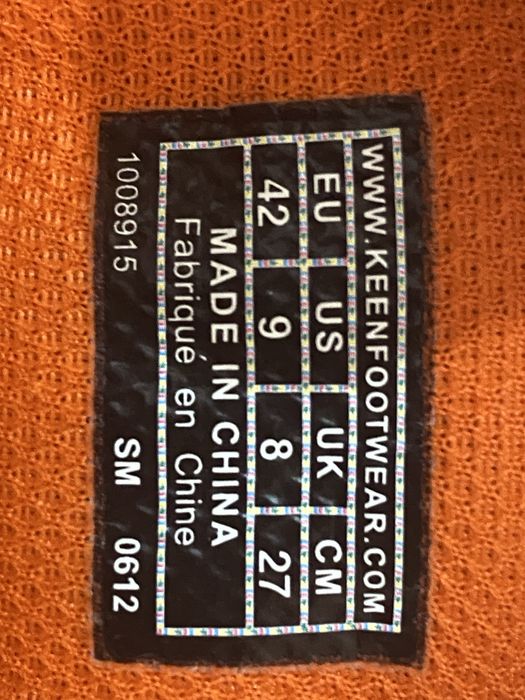 WWW.KEENFOOTWEAR.COM
EU US UK CM
42 9 8 27
MADE IN CHINA
Fabriqué en Chine
1008915 SM 0612